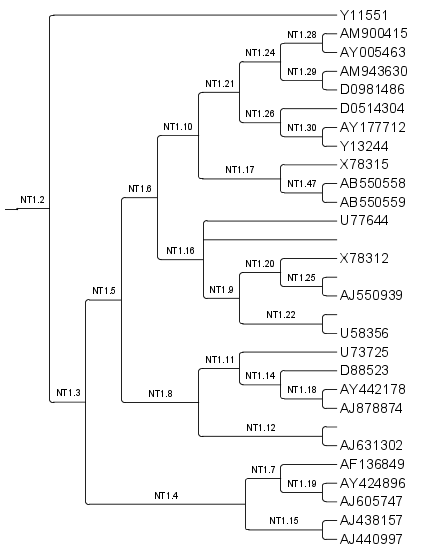 Y11551
NT1.28 AM900415
NT1.24 AY005463
AM943630
NT1.29
NT1.21 D0981486
D0514304
NT1.26 AY177712
NT1.10 NT1.30
Y13244
X78315
NT1.17
NT1.6 NT1.47 AB550558
NT1.2 AB550559
U77644
NT1.16
NT1.20 X78312
NT1.25
NT1.5 NT1.9 AJ550939
NT1.22
U58356
NT1.11 U73725
NT1.14 D88523
NT1.3 NT1.8 NT1.18 AY442178
AJ878874
NT1.12
AJ631302
NT1.7 AF136849
NT1.19 AY424896
NT1.4 AJ605747
NT1.15 AJ438157
AJ440997